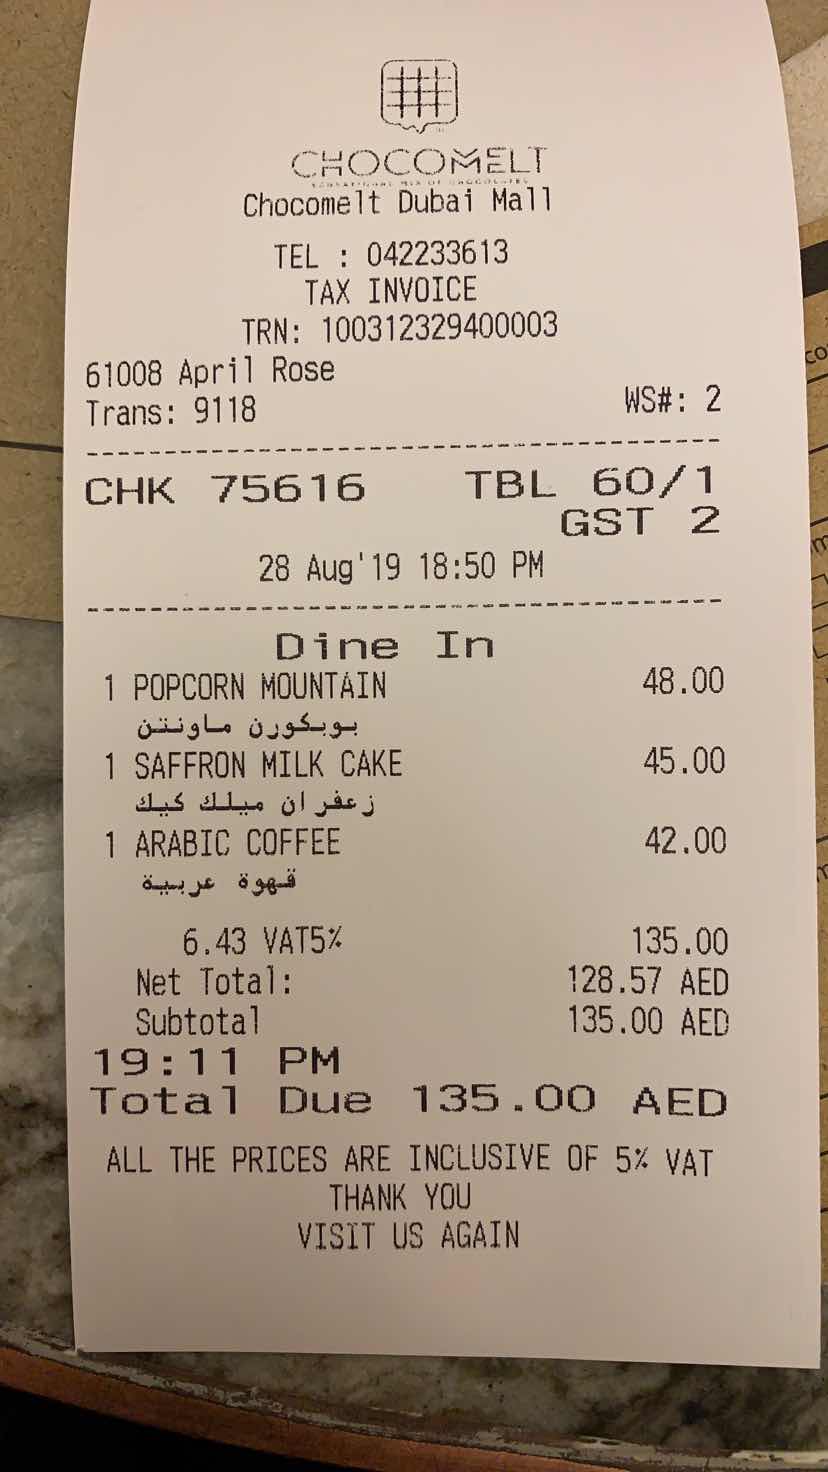 CHOCOMELT
SENSATIONAL MIX OF CHOCOLATES
Chocomelt Dubai Mall
TEL : 042233613
TAX INVOICE
TRN: 100312329400003
61008 April Rose
Trans: 9118 WS#: 2
CHK 75616 TBL 60/1
GST 2
28 Aug'19 18:50 PM
Dine In
1 POPCORN MOUNTAIN 48.00
بوبكورن ماونتن
1 SAFFRON MILK CAKE 45.00
زعفران ميلك كيك
1 ARABIC COFFEE 42.00
قهوة عربية
6.43 VAT5% 135.00
Net Total: 128.57 AED
Subtotal 135.00 AED
19:11 PM
Total Due 135.00 AED
ALL THE PRICES ARE INCLUSIVE OF 5% VAT
THANK YOU
VISIT US AGAIN